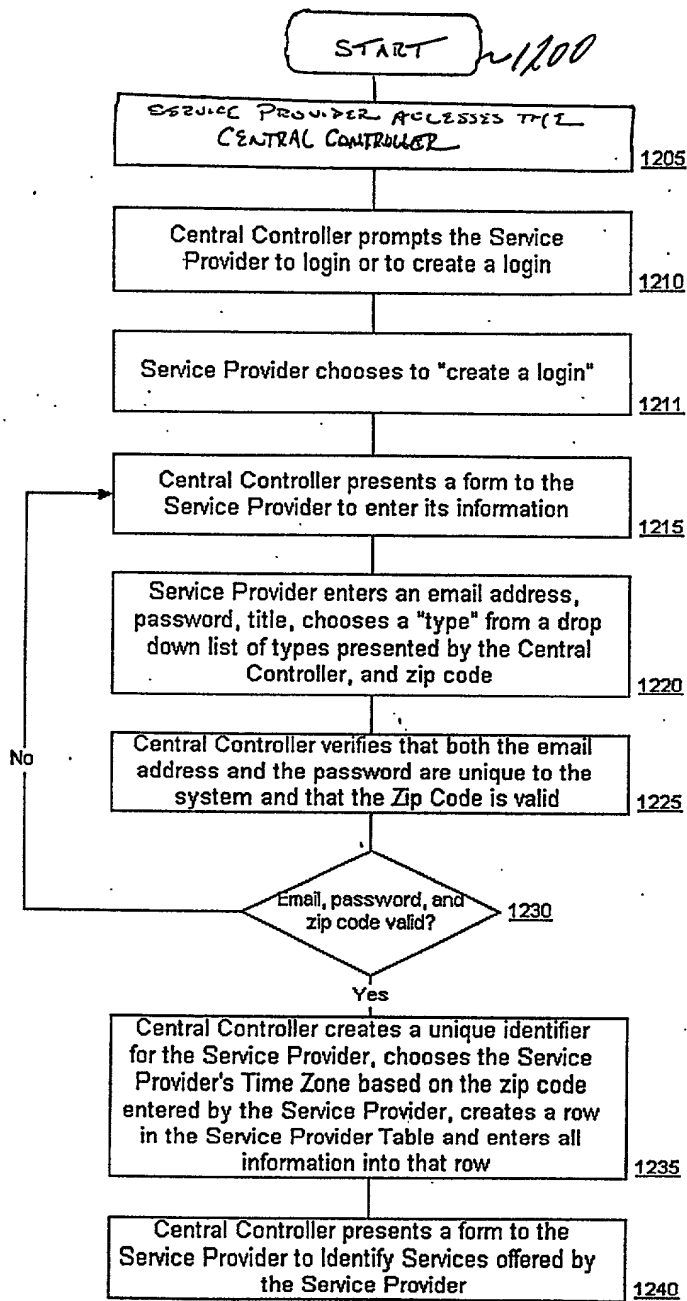 START ~1200
SERVICE PROVIDER ACCESSES THE
CENTRAL CONTROLLER
1205
Central Controller prompts the Service
Provider to login or to create a login
1210
Service Provider chooses to "create a login"
1211
Central Controller presents a form to the
Service Provider to enter its information
1215
Service Provider enters an email address,
password, title, chooses a "type" from a drop
down list of types presented by the Central
Controller, and zip code
1220
Central Controller verifies that both the email
address and the password are unique to the
system and that the Zip Code is valid
1225
No
Email, password, and
zip code valid?
1230
Yes
Central Controller creates a unique identifier
for the Service Provider, chooses the Service
Provider's Time Zone based on the zip code
entered by the Service Provider, creates a row
in the Service Provider Table and enters all
information into that row
1235
Central Controller presents a form to the
Service Provider to Identify Services offered by
the Service Provider
1240